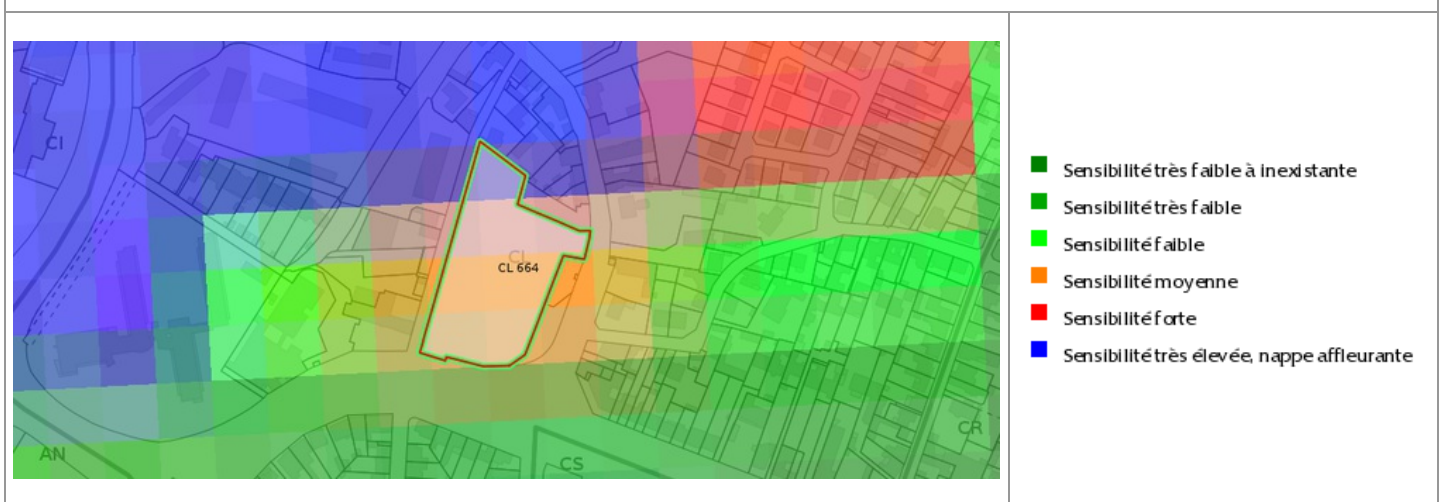 CI
CL
CL 664
AN
CS
CR
Sensibilité très faible à inexistante
Sensibilité très faible
Sensibilité faible
Sensibilité moyenne
Sensibilité forte
Sensibilité très élevée, nappe affleurante